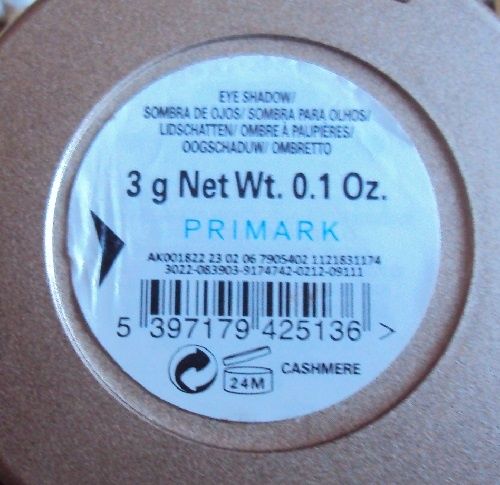 EYE SHADOW/
SOMBRA DE OJOS/ SOMBRA PARA OLHOS/
LIDSCHATTEN/ OMBRE À PAUPIÈRES/
OOGSCHADUW/ OMBRETTO
3 g Net Wt. 0.1 Oz.
PRIMARK
AK001822 23 02 06 7905402 1121831174
3022-083903-9174742-0212-09111
5 397179 425136 >
24M CASHMERE